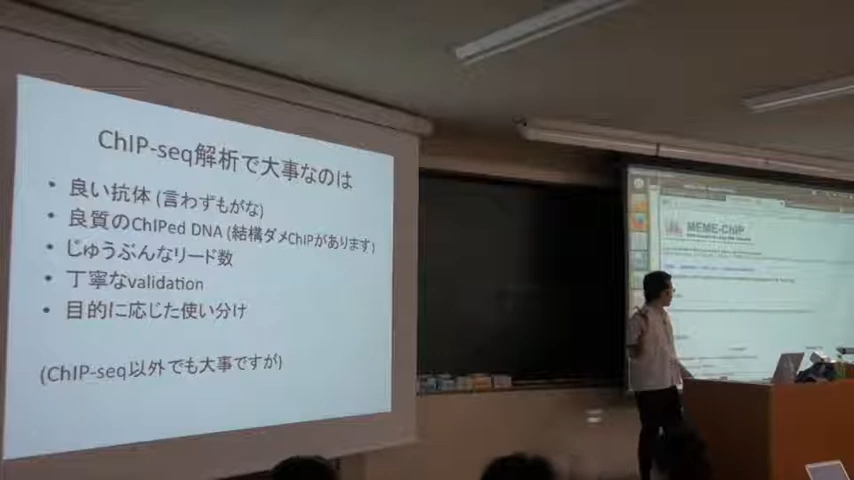 ChIP-seq解析で大事なのは
• 良い抗体 (言わずもがな)
• 良質のChIPed DNA (結構ダメChIPがあります)
• じゅうぶんなリード数
• 丁寧なvalidation
• 目的に応じた使い分け
(ChIP-seq以外でも大事ですが)
MEME-ChIP